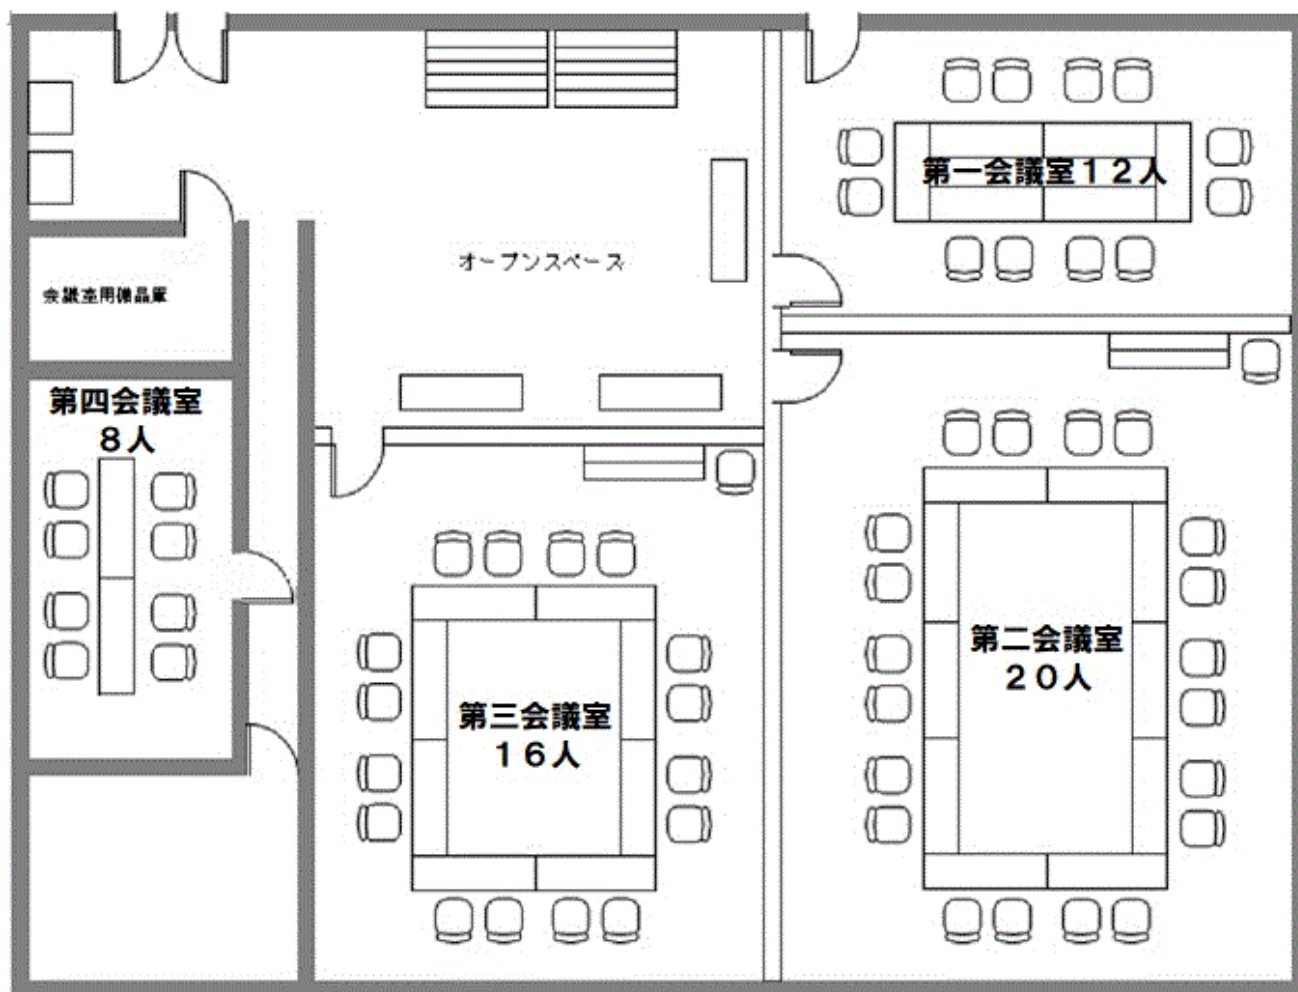 第一会議室１２人
オープンスペース
会議室用備品庫
第四会議室
８人
第二会議室
２０人
第三会議室
１６人